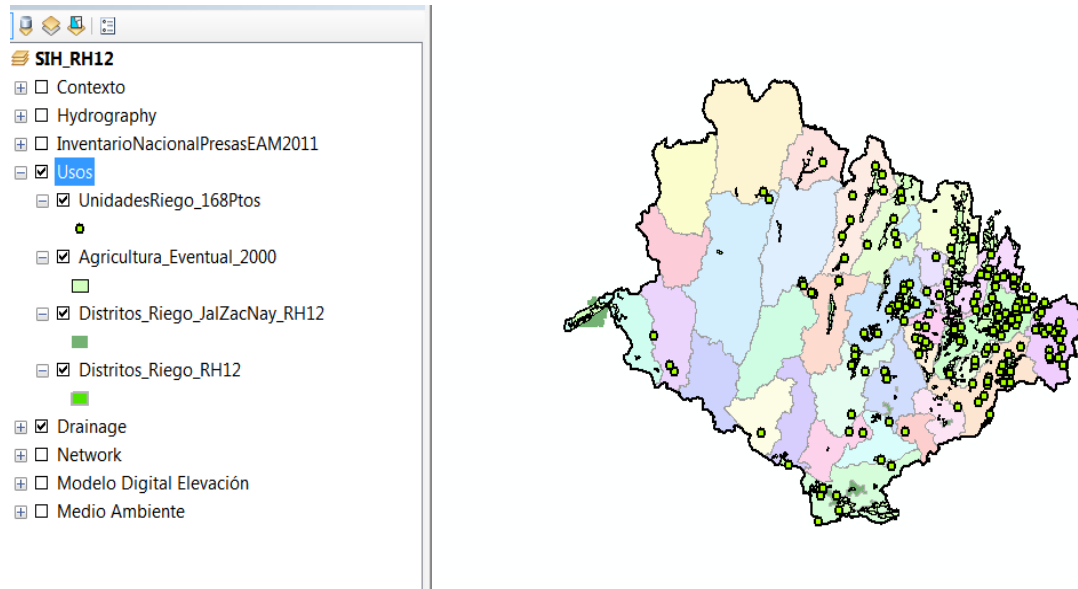 SIH_RH12
Contexto
Hydrography
InventarioNacionalPresasEAM2011
Usos
UnidadesRiego_168Ptos
Agricultura_Eventual_2000
Distritos_Riego_JalZacNay_RH12
Distritos_Riego_RH12
Drainage
Network
Modelo Digital Elevación
Medio Ambiente